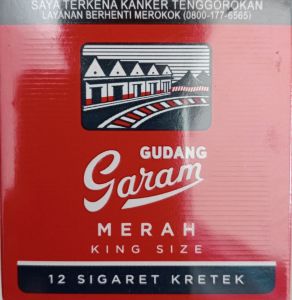 SAYA TERKENA KANKER TENGGOROKAN
LAYANAN BERHENTI MEROKOK (0800-177-6565)
GUDANG
Garam
MERAH
KING SIZE
12 SIGARET KRETEK